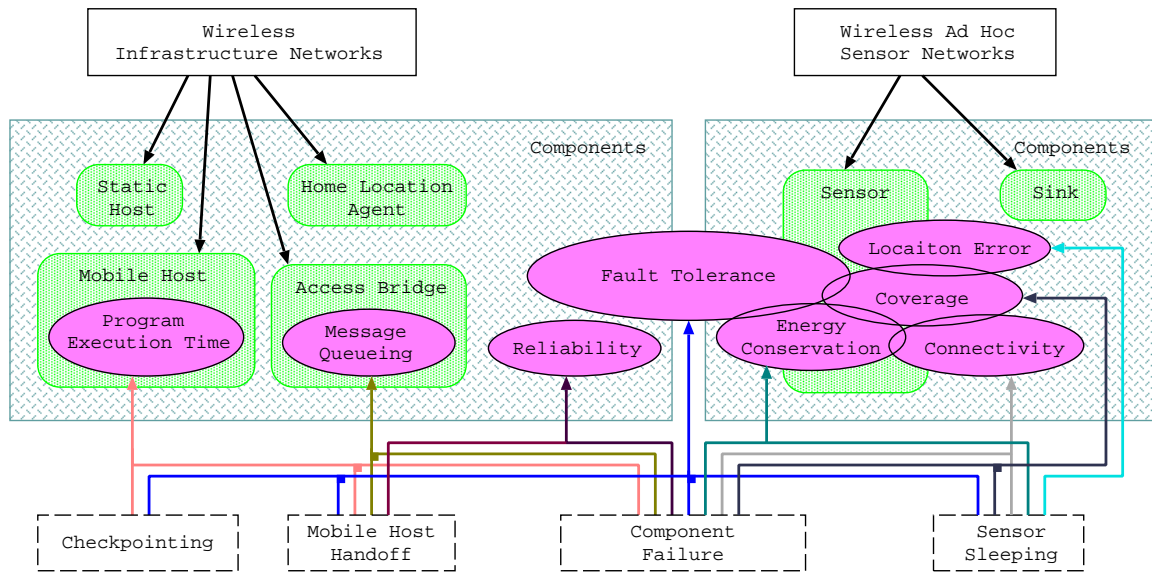 Wireless
Infrastructure Networks
Wireless Ad Hoc
Sensor Networks
Components
Components
Static
Host
Home Location
Agent
Sensor
Sink
Mobile Host
Access Bridge
Fault Tolerance
Locaiton Error
Coverage
Program
Execution Time
Message
Queueing
Reliability
Energy
Conservation
Connectivity
Checkpointing
Mobile Host
Handoff
Component
Failure
Sensor
Sleeping